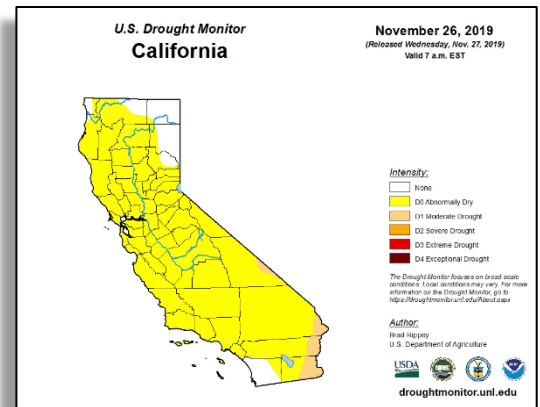 U.S. Drought Monitor
California
November 26, 2019
(Released Wednesday, Nov. 27, 2019)
Valid 7 a.m. EST
Intensity:
None
D0 Abnormally Dry
D1 Moderate Drought
D2 Severe Drought
D3 Extreme Drought
D4 Exceptional Drought
The Drought Monitor focuses on broad-scale
conditions. Local conditions may vary. For more
information on the Drought Monitor, go to
https://droughtmonitor.unl.edu/About.aspx
Author:
Brad Rippey
U.S. Department of Agriculture
USDA
droughtmonitor.unl.edu